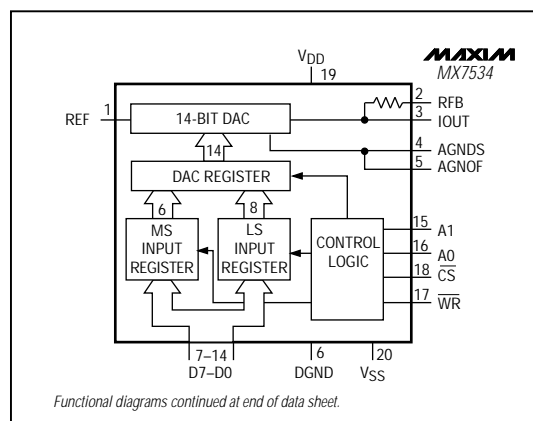 VDD
19
MAXIM
MX7534
REF 1
14-BIT DAC
2 RFB
3 IOUT
4 AGNDS
5 AGNOF
14
DAC REGISTER
6
8
MS INPUT REGISTER
LS INPUT REGISTER
CONTROL LOGIC
15 A1
16 A0
18 CS
17 WR
7–14
D7–D0
6
DGND
20
VSS
Functional diagrams continued at end of data sheet.